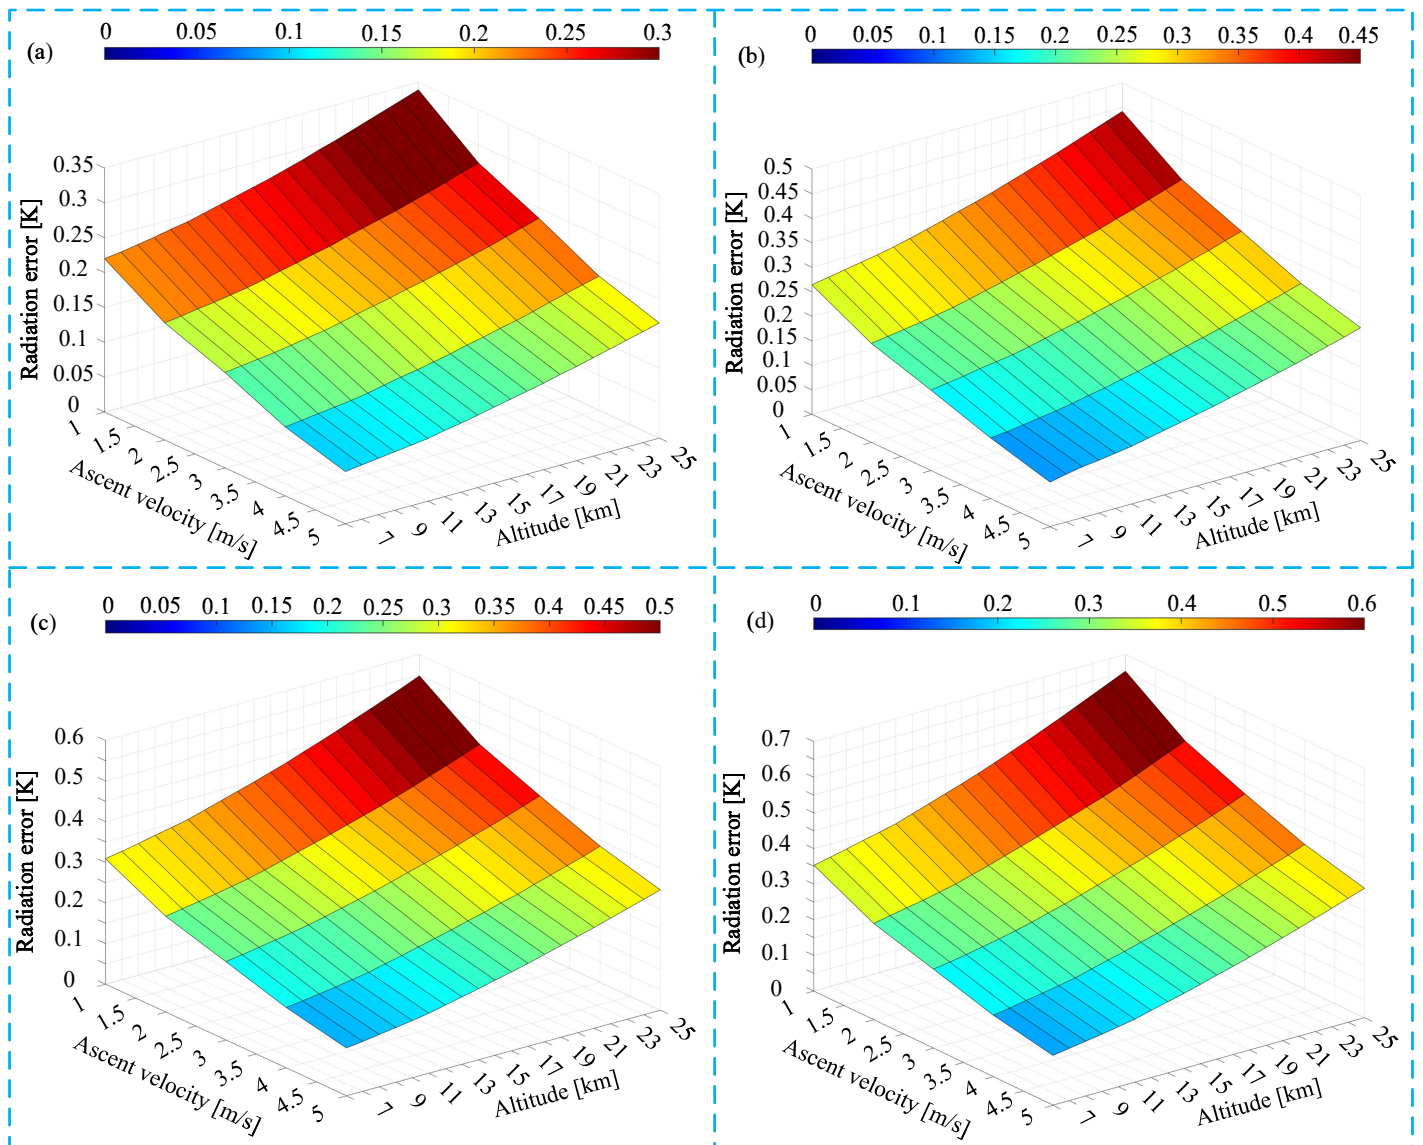 (a)
0 0.05 0.1 0.15 0.2 0.25 0.3
Radiation error [K]
0.35
0.3
0.25
0.2
0.15
0.1
0.05
0
1 1.5 2 2.5 3 3.5 4 4.5 5
Ascent velocity [m/s]
7 9 11 13 15 17 19 21 23 25
Altitude [km]
(b)
0 0.05 0.1 0.15 0.2 0.25 0.3 0.35 0.4 0.45
Radiation error [K]
0.5
0.45
0.4
0.35
0.3
0.25
0.2
0.15
0.1
0.05
0
1 1.5 2 2.5 3 3.5 4 4.5 5
Ascent velocity [m/s]
7 9 11 13 15 17 19 21 23 25
Altitude [km]
(c)
0 0.05 0.1 0.15 0.2 0.25 0.3 0.35 0.4 0.45 0.5
Radiation error [K]
0.6
0.5
0.4
0.3
0.2
0.1
0
1 1.5 2 2.5 3 3.5 4 4.5 5
Ascent velocity [m/s]
7 9 11 13 15 17 19 21 23 25
Altitude [km]
(d)
0 0.1 0.2 0.3 0.4 0.5 0.6
Radiation error [K]
0.7
0.6
0.5
0.4
0.3
0.2
0.1
0
1 1.5 2 2.5 3 3.5 4 4.5 5
Ascent velocity [m/s]
7 9 11 13 15 17 19 21 23 25
Altitude [km]